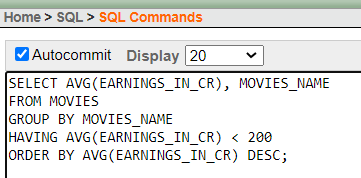 Home > SQL > SQL Commands
Autocommit Display 20
SELECT AVG(EARNINGS_IN_CR), MOVIES_NAME
FROM MOVIES
GROUP BY MOVIES_NAME
HAVING AVG(EARNINGS_IN_CR) < 200
ORDER BY AVG(EARNINGS_IN_CR) DESC;